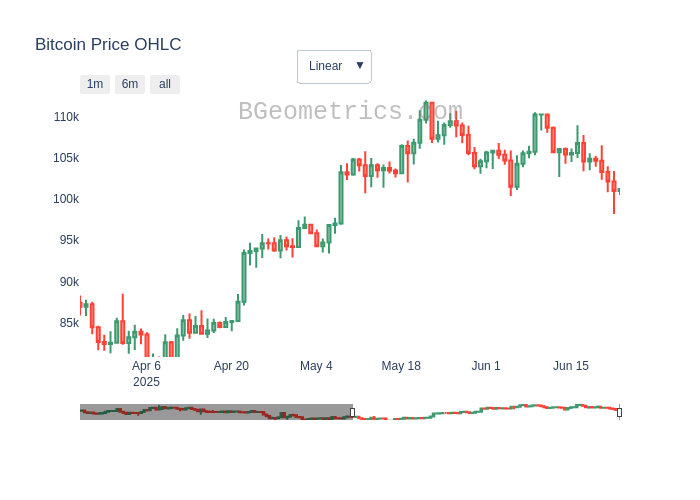 Bitcoin Price OHLC
Linear ▼
1m 6m all
BGeometrics.com
110k
105k
100k
95k
90k
85k
Apr 6 Apr 20 May 4 May 18 Jun 1 Jun 15
2025